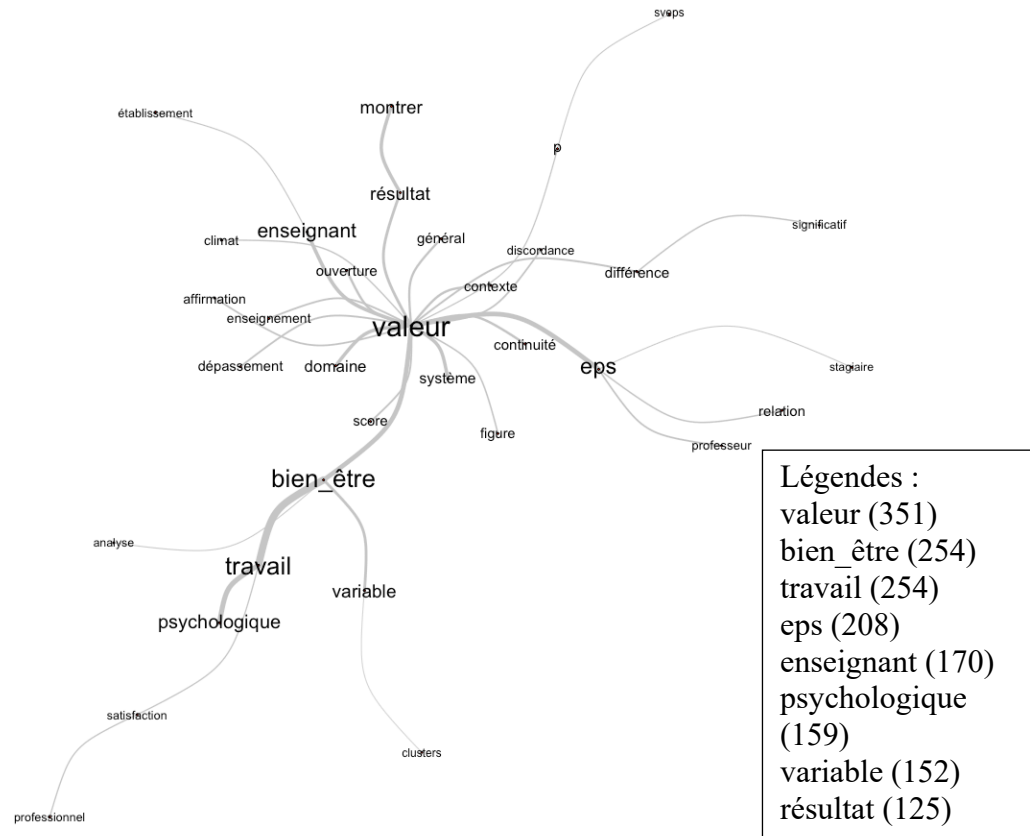 sveps
montrer
établissement
p
résultat
significatif
enseignant
général
climat
discordance
ouverture
différence
contexte
affirmation
enseignement
valeur
continuité
dépassement
domaine
eps
stagiaire
système
relation
score
figure
professeur
bien_être
analyse
travail
variable
psychologique
satisfaction
clusters
professionnel
Légendes :
valeur (351)
bien_être (254)
travail (254)
eps (208)
enseignant (170)
psychologique
(159)
variable (152)
résultat (125)